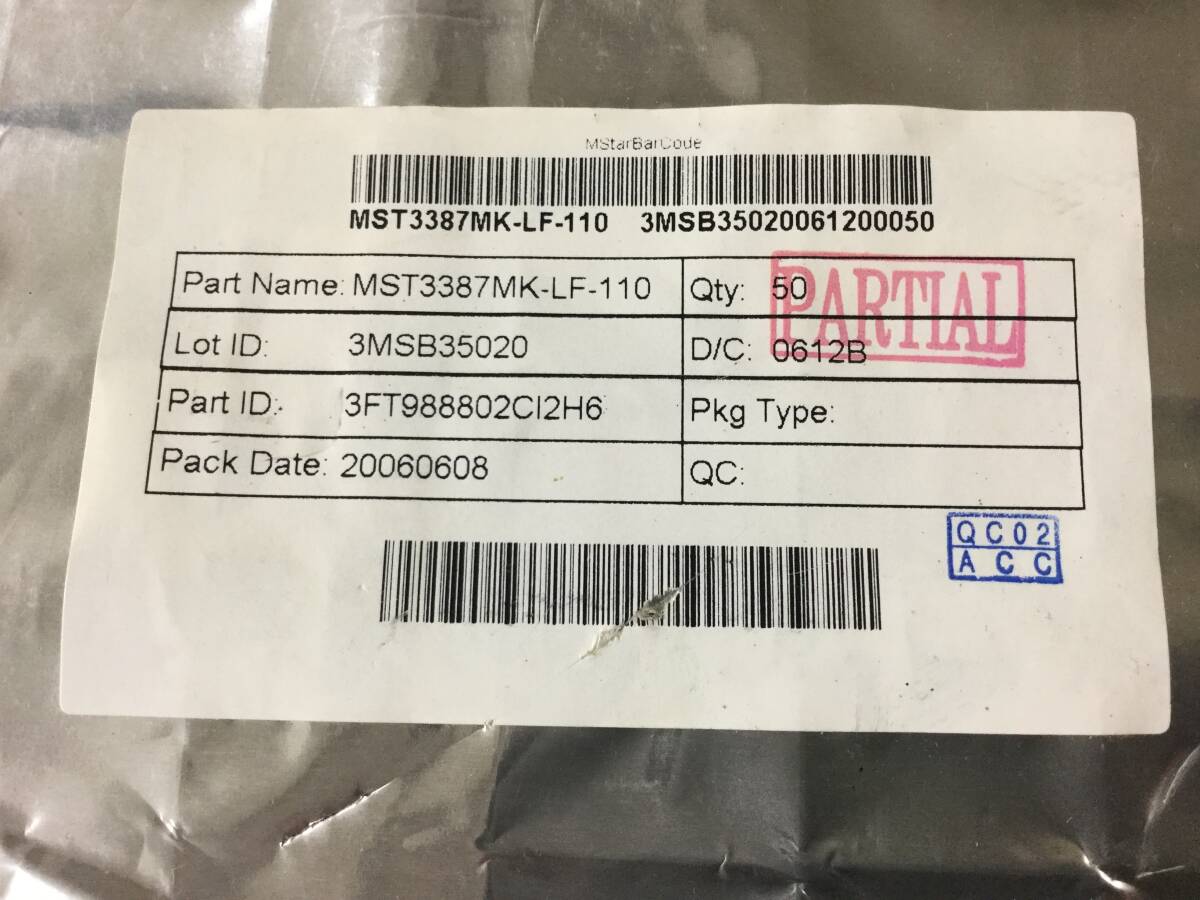 MStarBarCode
MST3387MK-LF-110 3MSB35020061200050
Part Name: MST3387MK-LF-110 Qty: 50
PARTIAL
Lot ID: 3MSB35020 D/C: 0612B
Part ID: 3FT988802CI2H6 Pkg Type:
Pack Date: 20060608 QC:
QC02
ACC